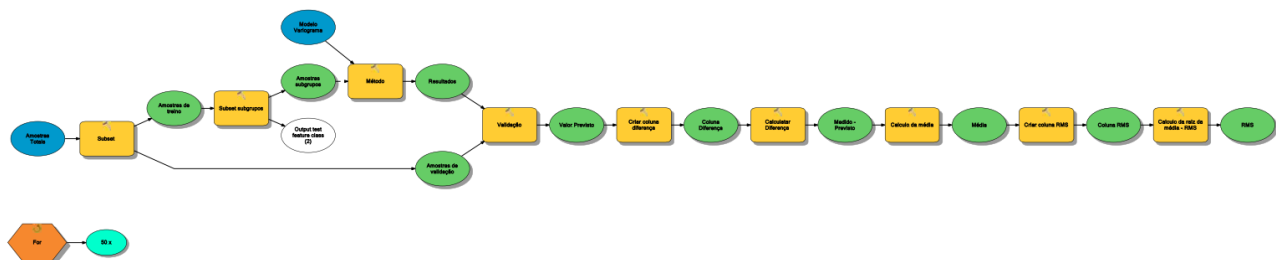 Modelo
Variograma
Amostras
subgrupos
Método
Resultados
Amostras de
treino
Subset subgrupos
Output test
feature class
(2)
Amostras
Totais
Subset
Validação
Valor Previsto
Criar coluna
diferença
Coluna
Diferença
Calculatar
Diferença
Medido -
Previsto
Calculo da média
Média
Criar coluna RMS
Coluna RMS
Calculo da raiz da
média - RMS
RMS
Amostras de
validação
For
50 x